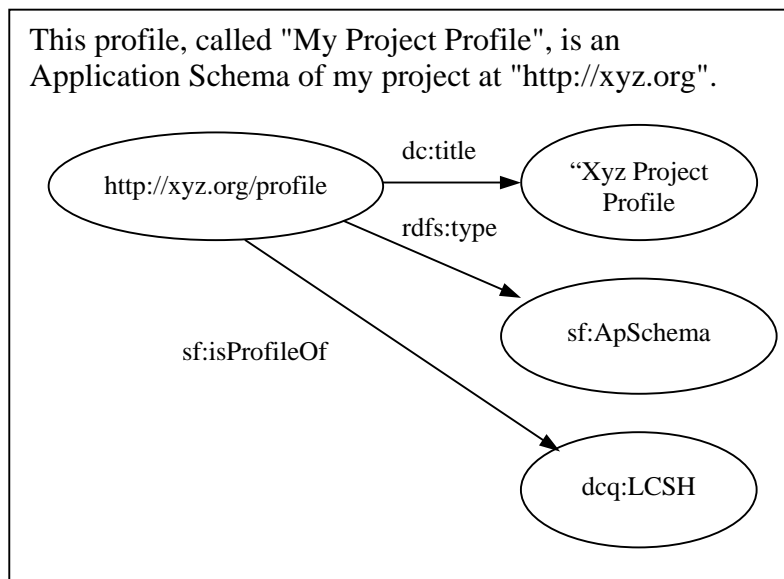 This profile, called "My Project Profile", is an
Application Schema of my project at "http://xyz.org".
dc:title
http://xyz.org/profile
“Xyz Project
Profile
rdfs:type
sf:ApSchema
sf:isProfileOf
dcq:LCSH